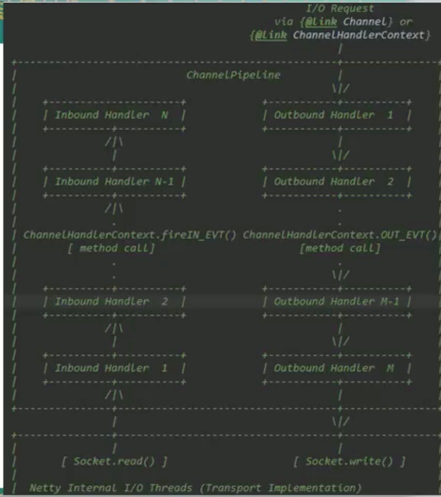 I/O Request
via {@link Channel} or
{@link ChannelHandlerContext}
|
+---------------------------------------------------+---------------+
|                           ChannelPipeline         |               |
|                                                  \|/              |
|    +---------------------+            +-----------+----------+    |
|    | Inbound Handler  N  |            | Outbound Handler  1  |    |
|    +----------+----------+            +-----------+----------+    |
|              /|\                                  |               |
|               |                                  \|/              |
|    +----------+----------+            +-----------+----------+    |
|    | Inbound Handler N-1 |            | Outbound Handler  2  |    |
|    +----------+----------+            +-----------+----------+    |
|              /|\                                  .               |
|               .                                   .               |
| ChannelHandlerContext.fireIN_EVT() ChannelHandlerContext.OUT_EVT()
|        [ method call]                       [method call]         |
|               .                                   .               |
|               .                                  \|/              |
|    +----------+----------+            +-----------+----------+    |
|    | Inbound Handler  2  |            | Outbound Handler M-1 |    |
|    +----------+----------+            +-----------+----------+    |
|              /|\                                  |               |
|               |                                  \|/              |
|    +----------+----------+            +-----------+----------+    |
|    | Inbound Handler  1  |            | Outbound Handler  M  |    |
|    +----------+----------+            +-----------+----------+    |
|              /|\                                  |               |
+---------------+-----------------------------------+---------------+
|                                  \|/
+---------------+-----------------------------------+---------------+
|               |                                   |               |
|       [ Socket.read() ]                    [ Socket.write() ]     |
|                                                                   |
|  Netty Internal I/O Threads (Transport Implementation)            |